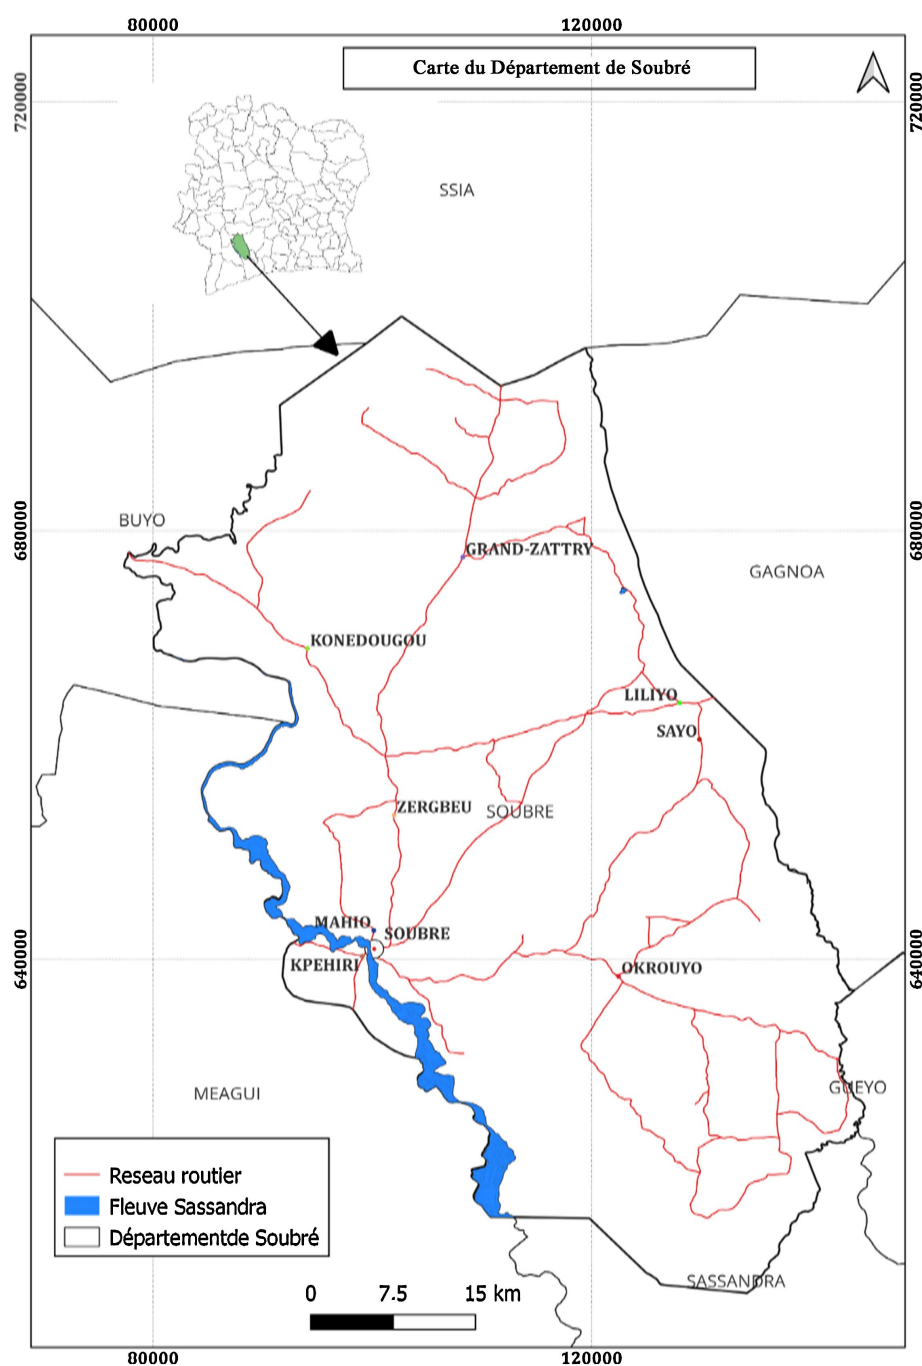 80000 120000
Carte du Département de Soubré
720000 720000
SSIA
BUYO
680000 680000
GRAND-ZATTRY
GAGNOA
KONEDOUGOU
LILIYO
SAYO
ZERGBEU
SOUBRE
MAHIO
SOUBRE
KPEHIRI
640000 640000
OKROUYO
MEAGUI
GUEYO
Reseau routier
Fleuve Sassandra
Départementde Soubré
SASSANDRA
0 7.5 15 km
80000 120000